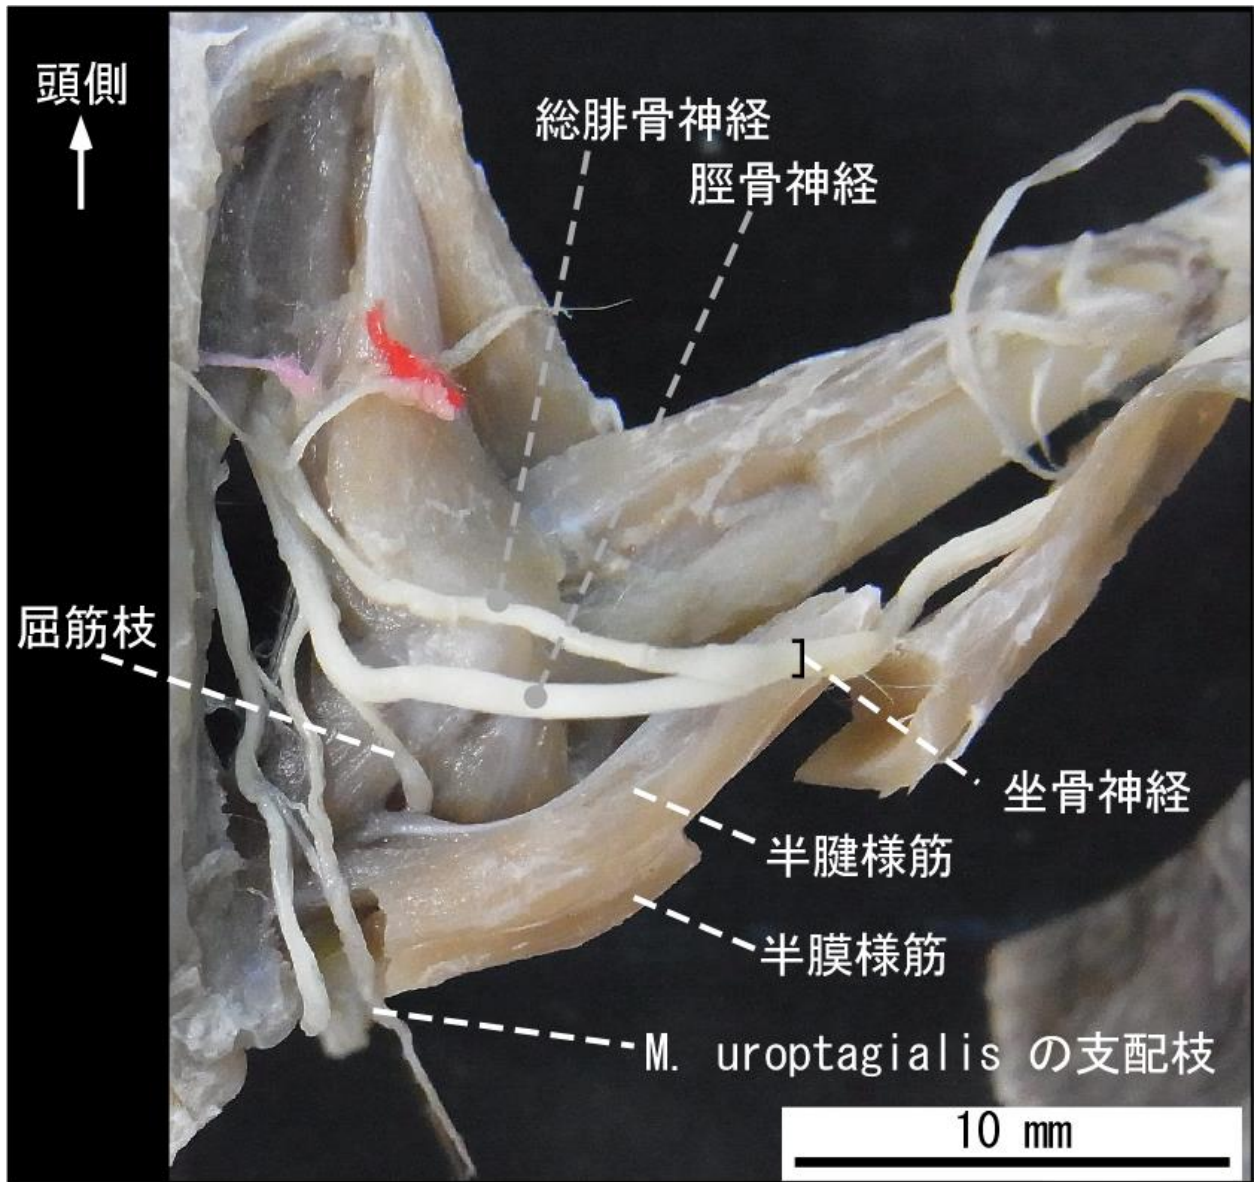 頭側
総腓骨神経
脛骨神経
屈筋枝
坐骨神経
半腱様筋
半膜様筋
M. uroptagialis の支配枝
10 mm